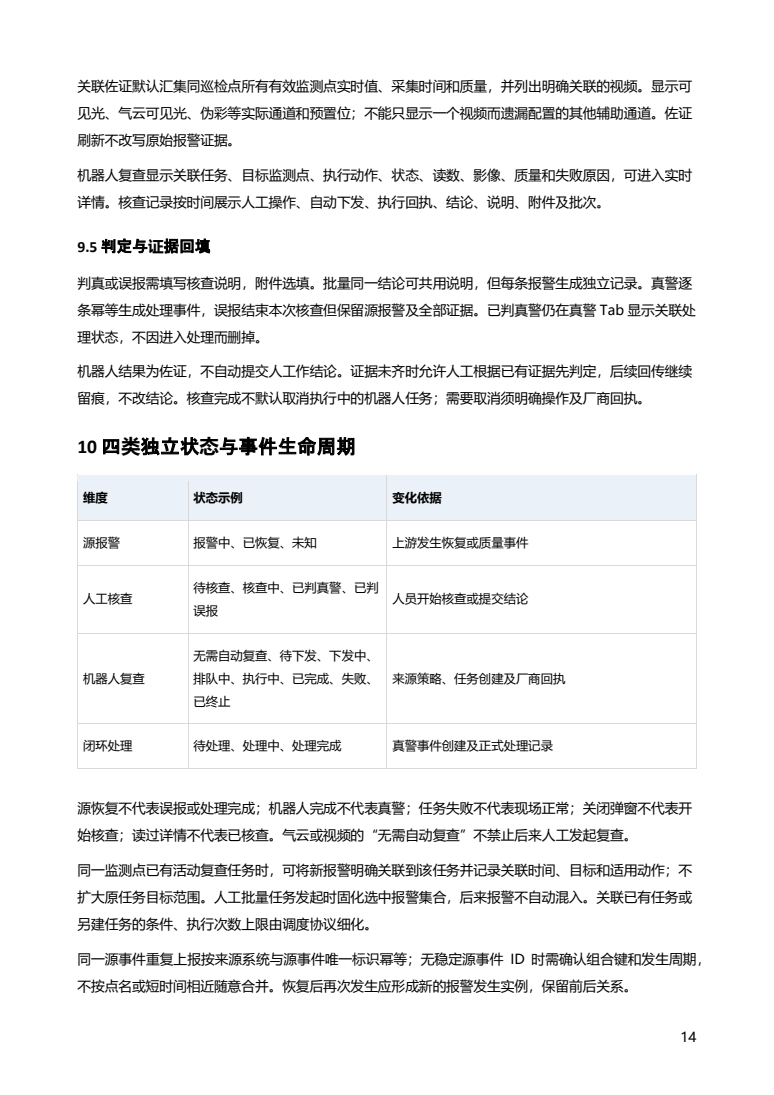 关联佐证默认汇集同巡检点所有有效监测点实时值、采集时间和质量，并列出明确关联的视频。显示可
见光、气云可见光、伪彩等实际通道和预置位；不能只显示一个视频而遗漏配置的其他辅助通道。佐证
刷新不改写原始报警证据。
机器人复查显示关联任务、目标监测点、执行动作、状态、读数、影像、质量和失败原因，可进入实时
详情。核查记录按时间展示人工操作、自动下发、执行回执、结论、说明、附件及批次。
9.5 判定与证据回填
判真或误报需填写核查说明，附件选填。批量同一结论可共用说明，但每条报警生成独立记录。真警逐
条幂等生成处理事件，误报结束本次核查但保留源报警及全部证据。已判真警仍在真警 Tab 显示关联处
理状态，不因进入处理而删掉。
机器人结果为佐证，不自动提交人工作结论。证据未齐时允许人工根据已有证据先判定，后续回传继续
留痕，不改结论。核查完成不默认取消执行中的机器人任务；需要取消须明确操作及厂商回执。
10 四类独立状态与事件生命周期
维度 状态示例 变化依据
源报警 报警中、已恢复、未知 上游发生恢复或质量事件
人工核查 待核查、核查中、已判真警、已判
误报 人员开始核查或提交结论
机器人复查 无需自动复查、待下发、下发中、
排队中、执行中、已完成、失败、
已终止 来源策略、任务创建及厂商回执
闭环处理 待处理、处理中、处理完成 真警事件创建及正式处理记录
源恢复不代表误报或处理完成；机器人完成不代表真警；任务失败不代表现场正常；关闭弹窗不代表开
始核查；读过详情不代表已核查。气云或视频的“无需自动复查”不禁止后来人工发起复查。
同一监测点已有活动复查任务时，可将新报警明确关联到该任务并记录关联时间、目标和适用动作；不
扩大原任务目标范围。人工批量任务发起时固化选中报警集合，后来报警不自动混入。关联已有任务或
另建任务的条件、执行次数上限由调度协议细化。
同一源事件重复上报按来源系统与源事件唯一标识幂等；无稳定源事件 ID 时需确认组合键和发生周期，
不按点名或短时间相近随意合并。恢复后再次发生应形成新的报警发生实例，保留前后关系。
14